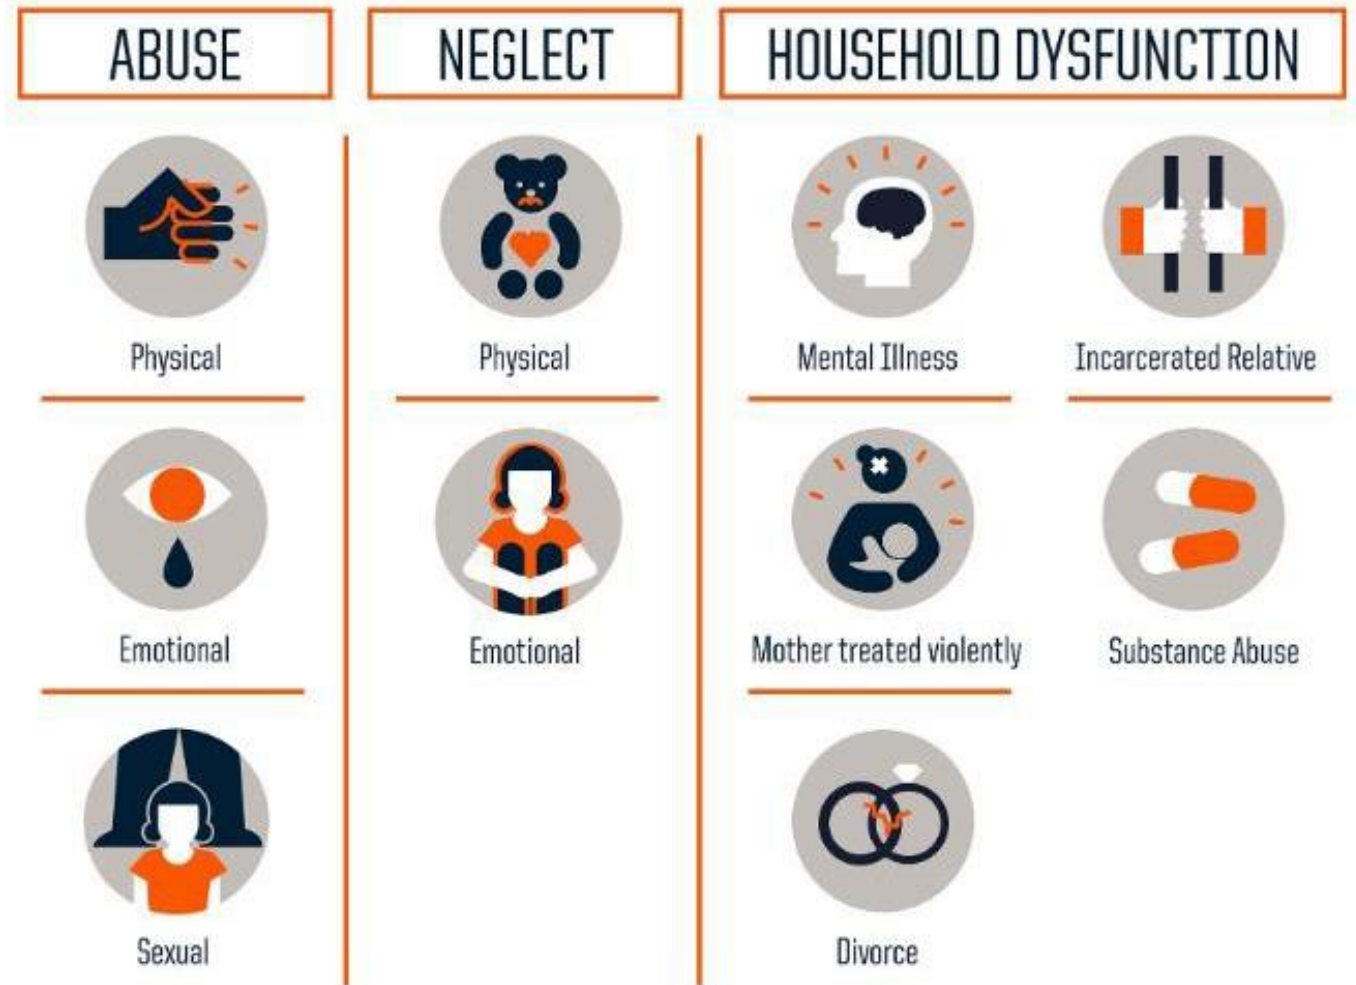 ABUSE
Physical
Emotional
Sexual
NEGLECT
Physical
Emotional
HOUSEHOLD DYSFUNCTION
Mental Illness
Incarcerated Relative
Mother treated violently
Substance Abuse
Divorce